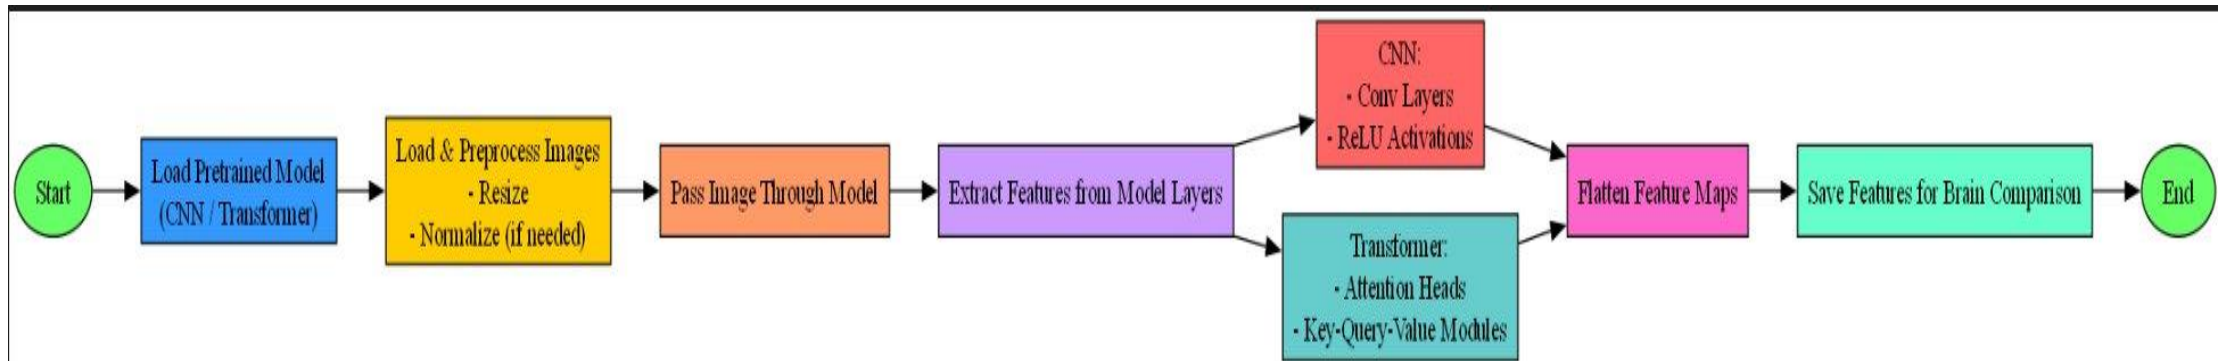 Start
Load Pretrained Model
(CNN / Transformer)
Load & Preprocess Images
- Resize
- Normalize (if needed)
Pass Image Through Model
Extract Features from Model Layers
CNN:
- Conv Layers
- ReLU Activations
Transformer:
- Attention Heads
- Key-Query-Value Modules
Flatten Feature Maps
Save Features for Brain Comparison
End